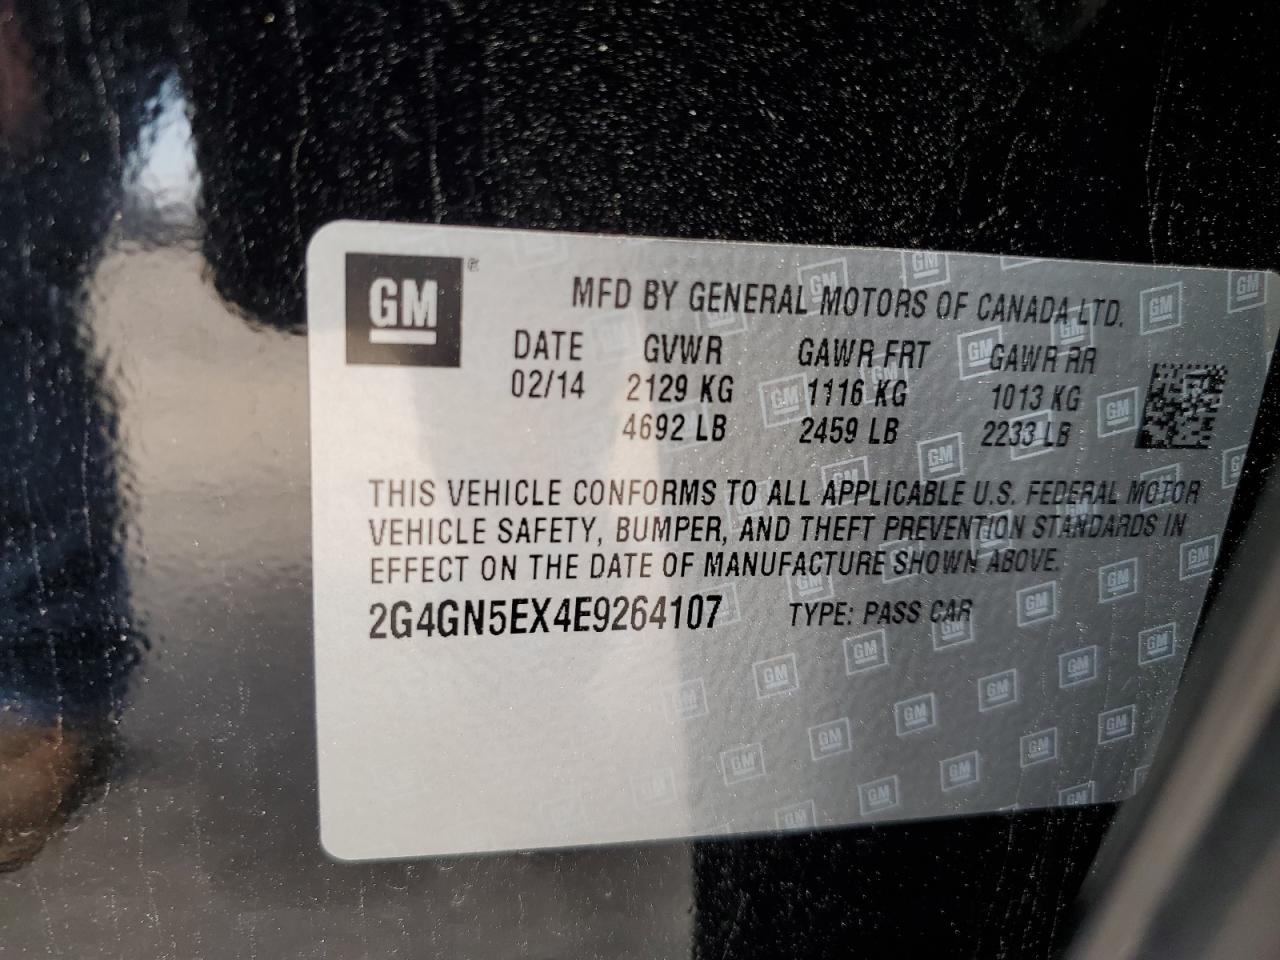 GM
MFD BY GENERAL MOTORS OF CANADA LTD.
DATE GVWR GAWR FRT GAWR RR
02/14 2129 KG 1116 KG 1013 KG
4692 LB 2459 LB 2233 LB
THIS VEHICLE CONFORMS TO ALL APPLICABLE U.S. FEDERAL MOTOR
VEHICLE SAFETY, BUMPER, AND THEFT PREVENTION STANDARDS IN
EFFECT ON THE DATE OF MANUFACTURE SHOWN ABOVE.
2G4GN5EX4E9264107 TYPE: PASS CAR